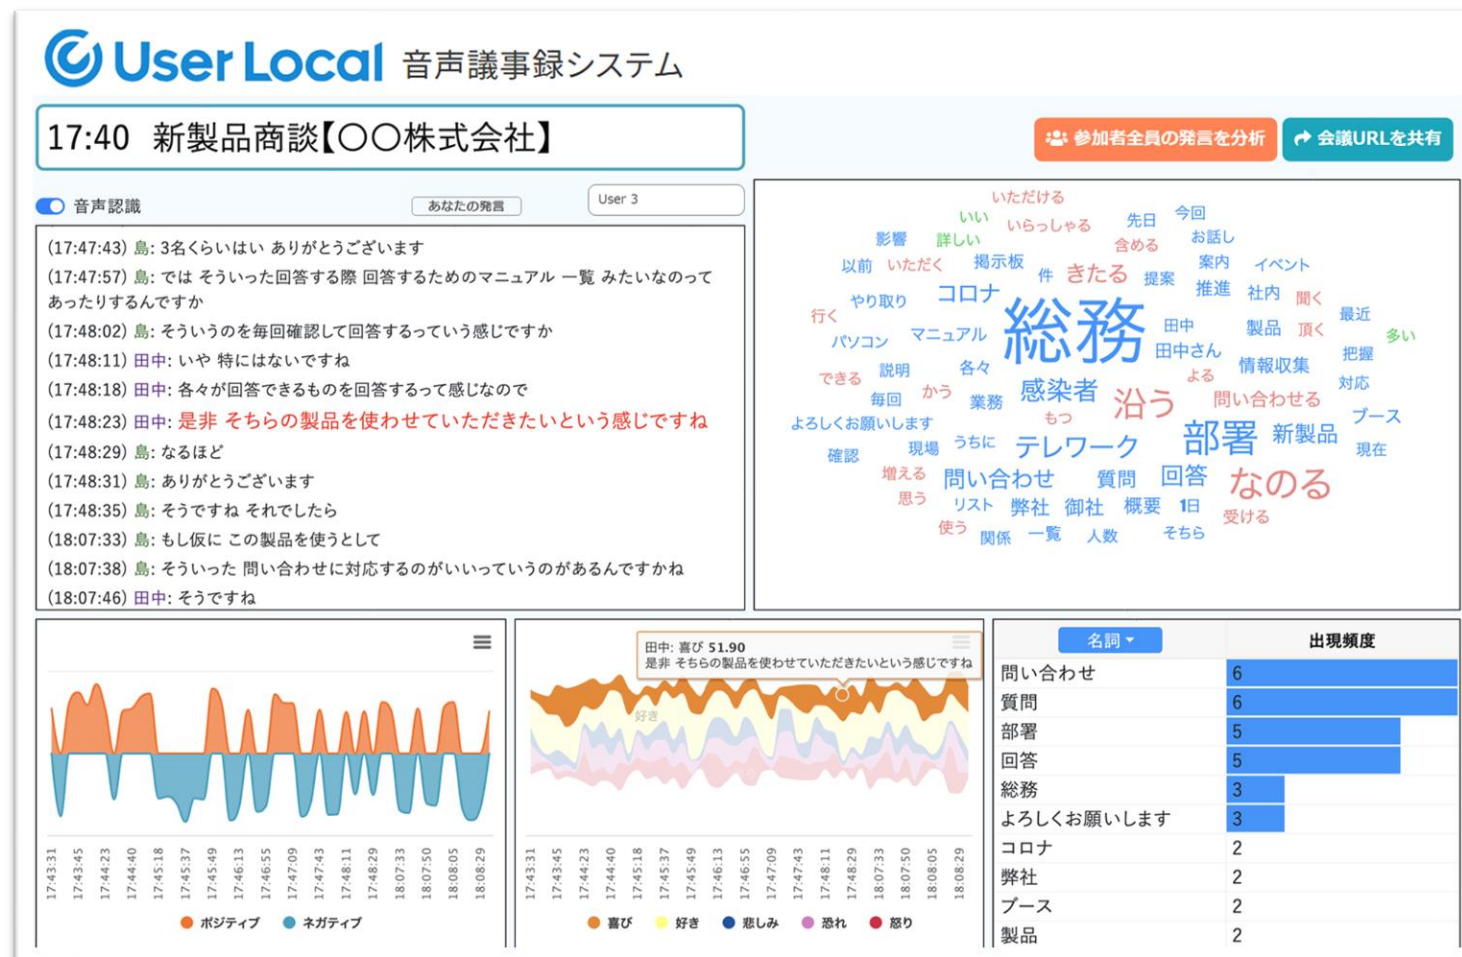 User Local 音声議事録システム
17:40 新製品商談【〇〇株式会社】
参加者全員の発言を分析
会議URLを共有
音声認識
あなたの発言
User 3
(17:47:43) 島: 3名くらいはい ありがとうございます
(17:47:57) 島: では そういった回答する際 回答するためのマニュアル 一覧 みたいなのって
あったりするんですか
(17:48:02) 島: そういうのを毎回確認して回答するっていう感じですか
(17:48:11) 田中: いや 特にはないですね
(17:48:18) 田中: 各々が回答できるものを回答するって感じなので
(17:48:23) 田中: 是非 そちらの製品を使わせていただきたいという感じですね
(17:48:29) 島: なるほど
(17:48:31) 島: ありがとうございます
(17:48:35) 島: そうですね それでしたら
(18:07:33) 島: もし仮に この製品を使うとして
(18:07:38) 島: そういった 問い合わせに対応するのがいいっていうのがあるんですかね
(18:07:46) 田中: そうですね
いただける
いい いらっしゃる 先日 今回
影響 詳しい 含める お話し
以前 いただく 掲示板 件 きたる 提案 案内 イベント
やり取り コロナ 推進 社内 聞く
行く 総務 田中 製品 頂く 最近
パソコン マニュアル 田中さん 多い
できる 説明 各々 よる 情報収集 把握
毎回 かう 業務 感染者 沿う 問い合わせる 対応
よろしくお願いします もつ ブース
確認 現場 うちに テレワーク 部署 新製品 現在
増える 問い合わせ 質問 回答 なのる
思う リスト 弊社 御社 概要 1日 受ける
使う 関係 一覧 人数 そちら
17:43:31
17:43:45
17:44:23
17:44:40
17:45:18
17:45:37
17:45:49
17:46:13
17:46:55
17:47:09
17:47:43
17:48:11
17:48:29
18:07:33
18:07:50
18:08:05
18:08:29
ポジティブ ネガティブ
田中: 喜び 51.90
是非 そちらの製品を使わせていただきたいという感じですね
好き
17:43:31
17:43:45
17:44:23
17:44:40
17:45:18
17:45:37
17:45:49
17:46:13
17:46:55
17:47:09
17:47:43
17:48:11
17:48:29
18:07:33
18:07:50
18:08:05
18:08:29
喜び 好き 悲しみ 恐れ 怒り
名詞 出現頻度
問い合わせ 6
質問 6
部署 5
回答 5
総務 3
よろしくお願いします 3
コロナ 2
弊社 2
ブース 2
製品 2